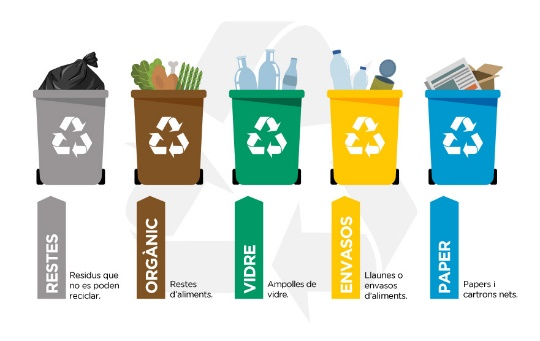 RESTES
Residus que
no es poden
reciclar.
ORGÀNIC
Restes
d'aliments.
VIDRE
Ampolles de
vidre.
ENVASOS
Llaunes o
envasos
d'aliments.
PAPER
Papers i
cartrons nets.